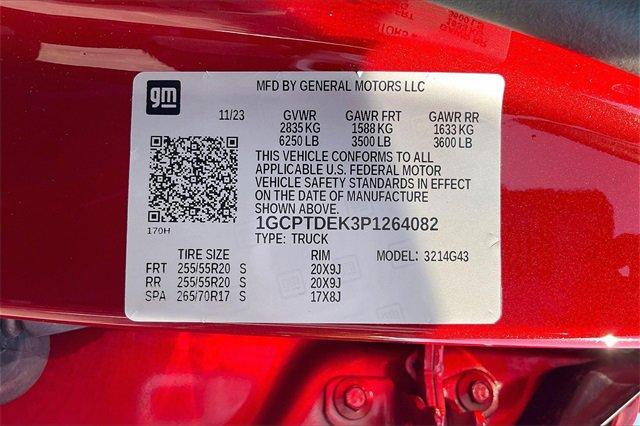 gm
MFD BY GENERAL MOTORS LLC
11/23 GVWR GAWR FRT GAWR RR
2835 KG 1588 KG 1633 KG
6250 LB 3500 LB 3600 LB
THIS VEHICLE CONFORMS TO ALL
APPLICABLE U.S. FEDERAL MOTOR
VEHICLE SAFETY STANDARDS IN EFFECT
ON THE DATE OF MANUFACTURE
SHOWN ABOVE.
170H
1GCPTDEK3P1264082
TYPE: TRUCK
TIRE SIZE RIM MODEL: 3214G43
FRT 255/55R20 S 20X9J
RR 255/55R20 S 20X9J
SPA 265/70R17 S 17X8J